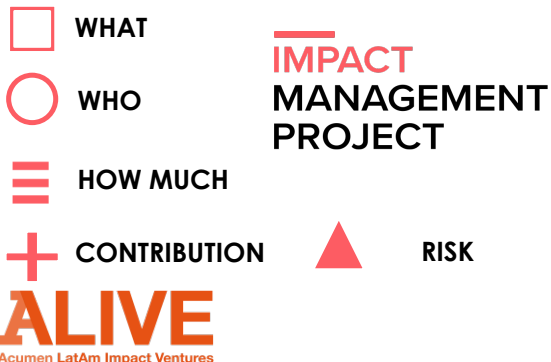 WHAT
IMPACT
MANAGEMENT
PROJECT
WHO
HOW MUCH
CONTRIBUTION
RISK
ALIVE
Acumen LatAm Impact Ventures